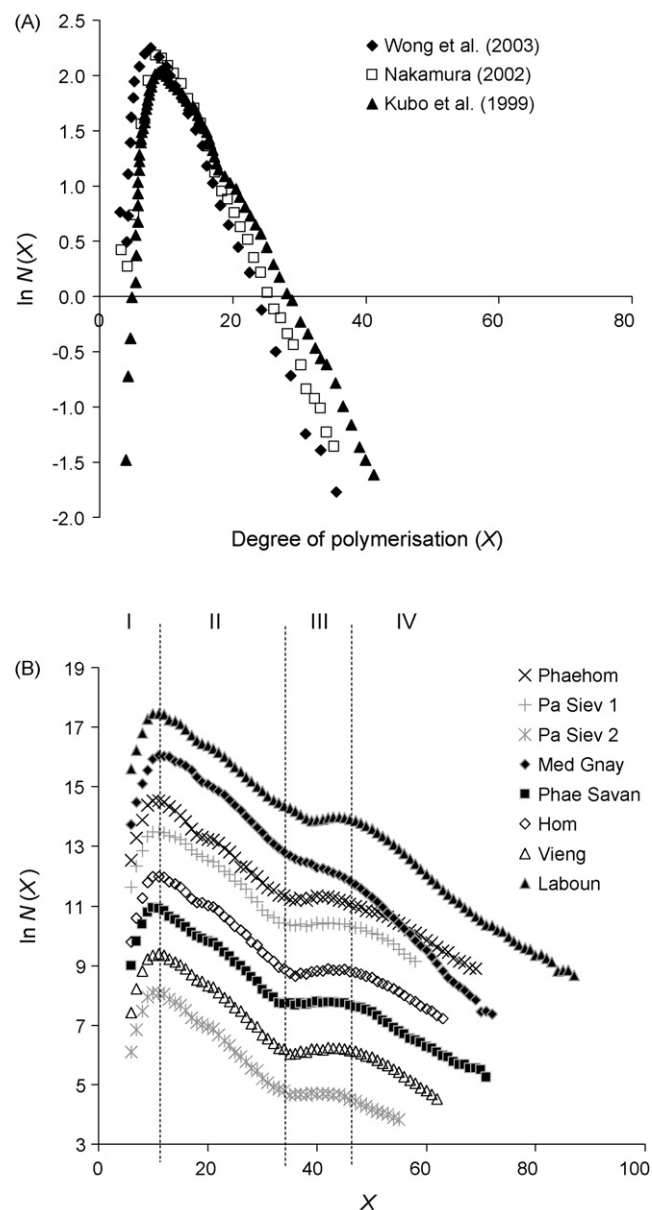 (A)
Wong et al. (2003)
Nakamura (2002)
Kubo et al. (1999)
2.5
2.0
1.5
1.0
0.5
0.0
-0.5
-1.0
-1.5
-2.0
0 20 40 60 80
ln N(X)
Degree of polymerisation (X)
I II III IV
(B)
Phaehom
Pa Siev 1
Pa Siev 2
Med Gnay
Phae Savan
Hom
Vieng
Laboun
19
17
15
13
11
9
7
5
3
0 20 40 60 80 100
ln N(X)
X